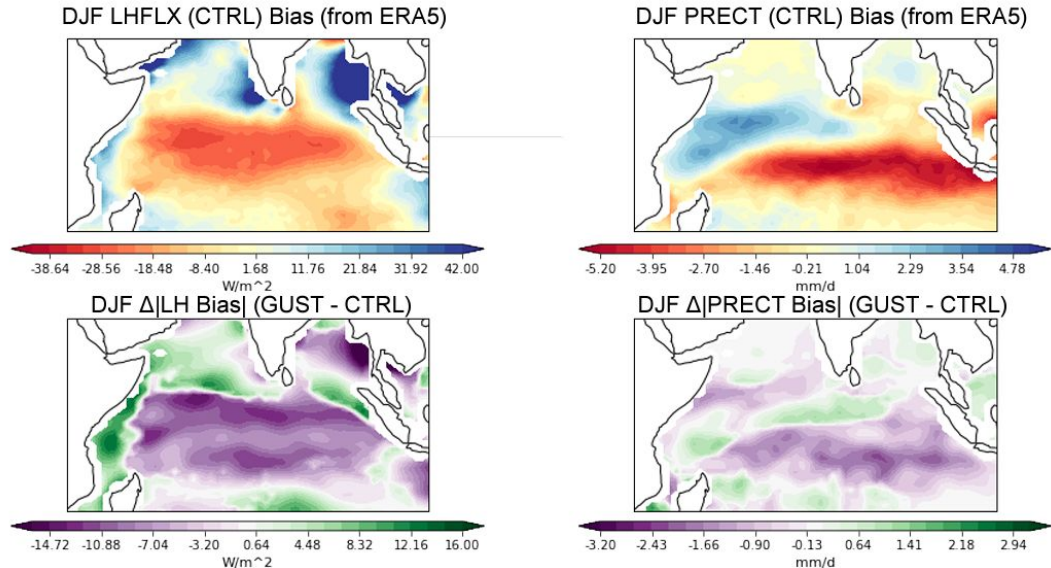 DJF LHFLX (CTRL) Bias (from ERA5)
DJF PRECT (CTRL) Bias (from ERA5)
-38.64 -28.56 -18.48 -8.40 1.68 11.76 21.84 31.92 42.00
W/m^2
-5.20 -3.95 -2.70 -1.46 -0.21 1.04 2.29 3.54 4.78
mm/d
DJF Δ|LH Bias| (GUST - CTRL)
DJF Δ|PRECT Bias| (GUST - CTRL)
-14.72 -10.88 -7.04 -3.20 0.64 4.48 8.32 12.16 16.00
W/m^2
-3.20 -2.43 -1.66 -0.90 -0.13 0.64 1.41 2.18 2.94
mm/d